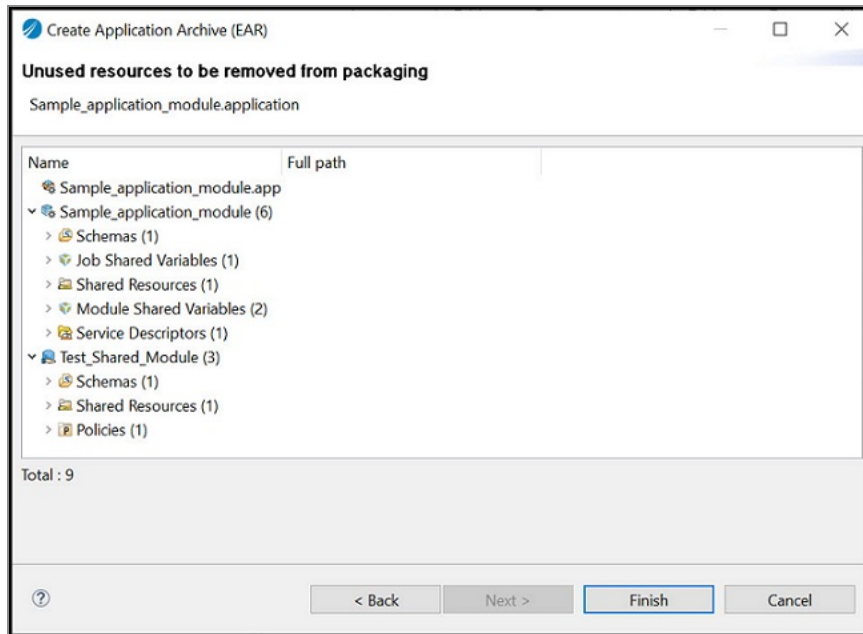 Create Application Archive (EAR)
Unused resources to be removed from packaging
Sample_application_module.application
Name Full path
Sample_application_module.app
Sample_application_module (6)
Schemas (1)
Job Shared Variables (1)
Shared Resources (1)
Module Shared Variables (2)
Service Descriptors (1)
Test_Shared_Module (3)
Schemas (1)
Shared Resources (1)
Policies (1)
Total : 9
< Back Next > Finish Cancel